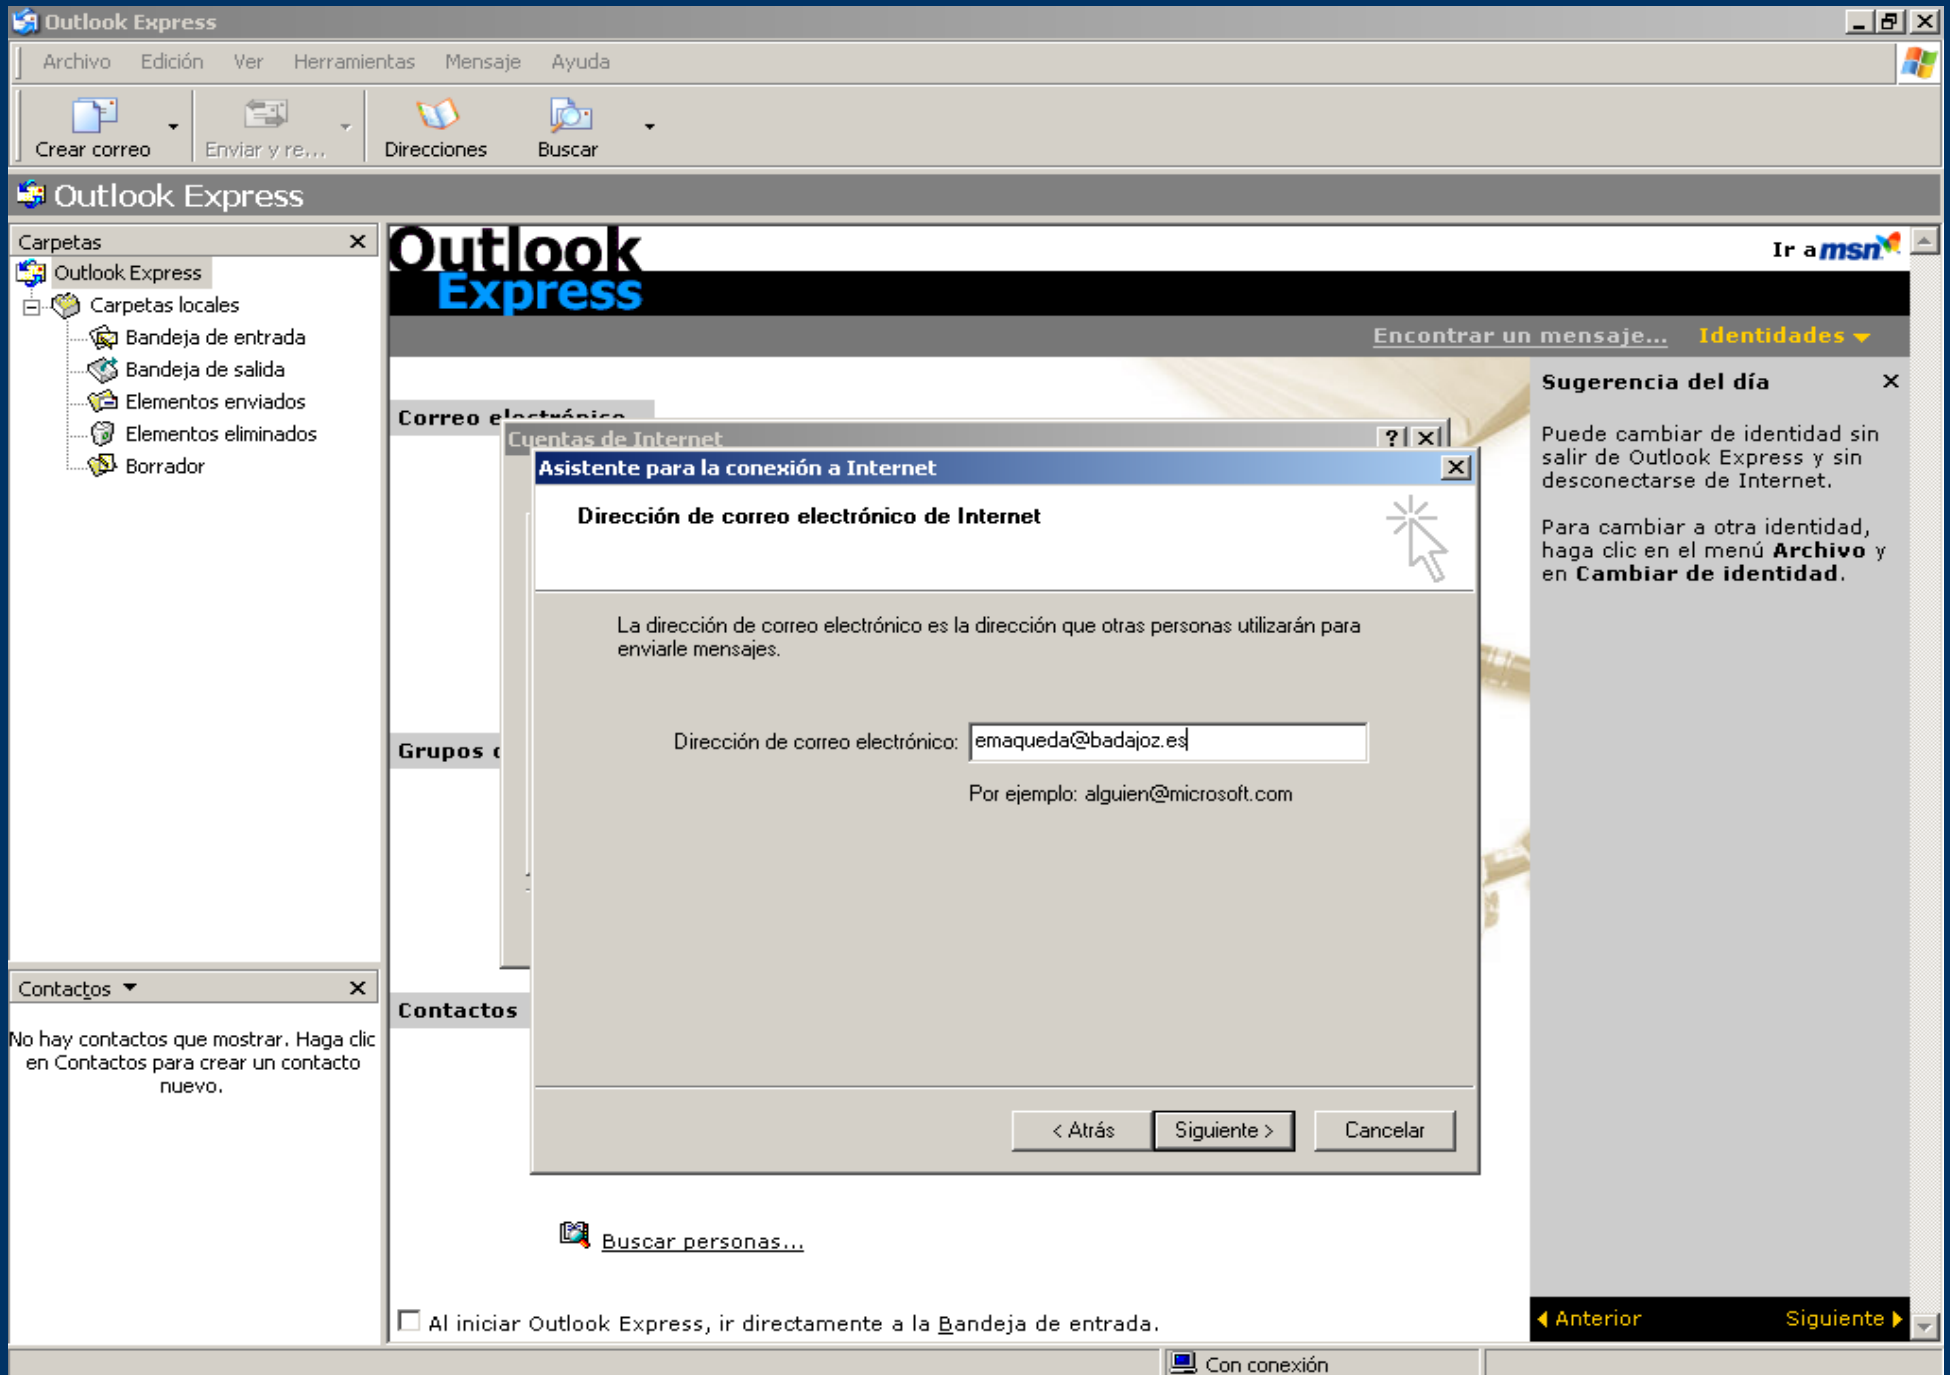 Outlook Express
Archivo Edición Ver Herramientas Mensaje Ayuda
Crear correo Enviar y re... Direcciones Buscar
Outlook Express
Carpetas
Outlook Express
Carpetas locales
Bandeja de entrada
Bandeja de salida
Elementos enviados
Elementos eliminados
Borrador
Contactos
No hay contactos que mostrar. Haga clic
en Contactos para crear un contacto
nuevo.
Outlook
Express
Ir a msn
Encontrar un mensaje... Identidades
Correo electrónico
Grupos
Contactos
Cuentas de Internet
Asistente para la conexión a Internet
Dirección de correo electrónico de Internet
La dirección de correo electrónico es la dirección que otras personas utilizarán para
enviarle mensajes.
Dirección de correo electrónico: emaqueda@badajoz.es
Por ejemplo: alguien@microsoft.com
< Atrás Siguiente > Cancelar
Buscar personas...
Al iniciar Outlook Express, ir directamente a la Bandeja de entrada.
Sugerencia del día
Puede cambiar de identidad sin
salir de Outlook Express y sin
desconectarse de Internet.
Para cambiar a otra identidad,
haga clic en el menú Archivo y
en Cambiar de identidad.
Anterior Siguiente
Con conexión